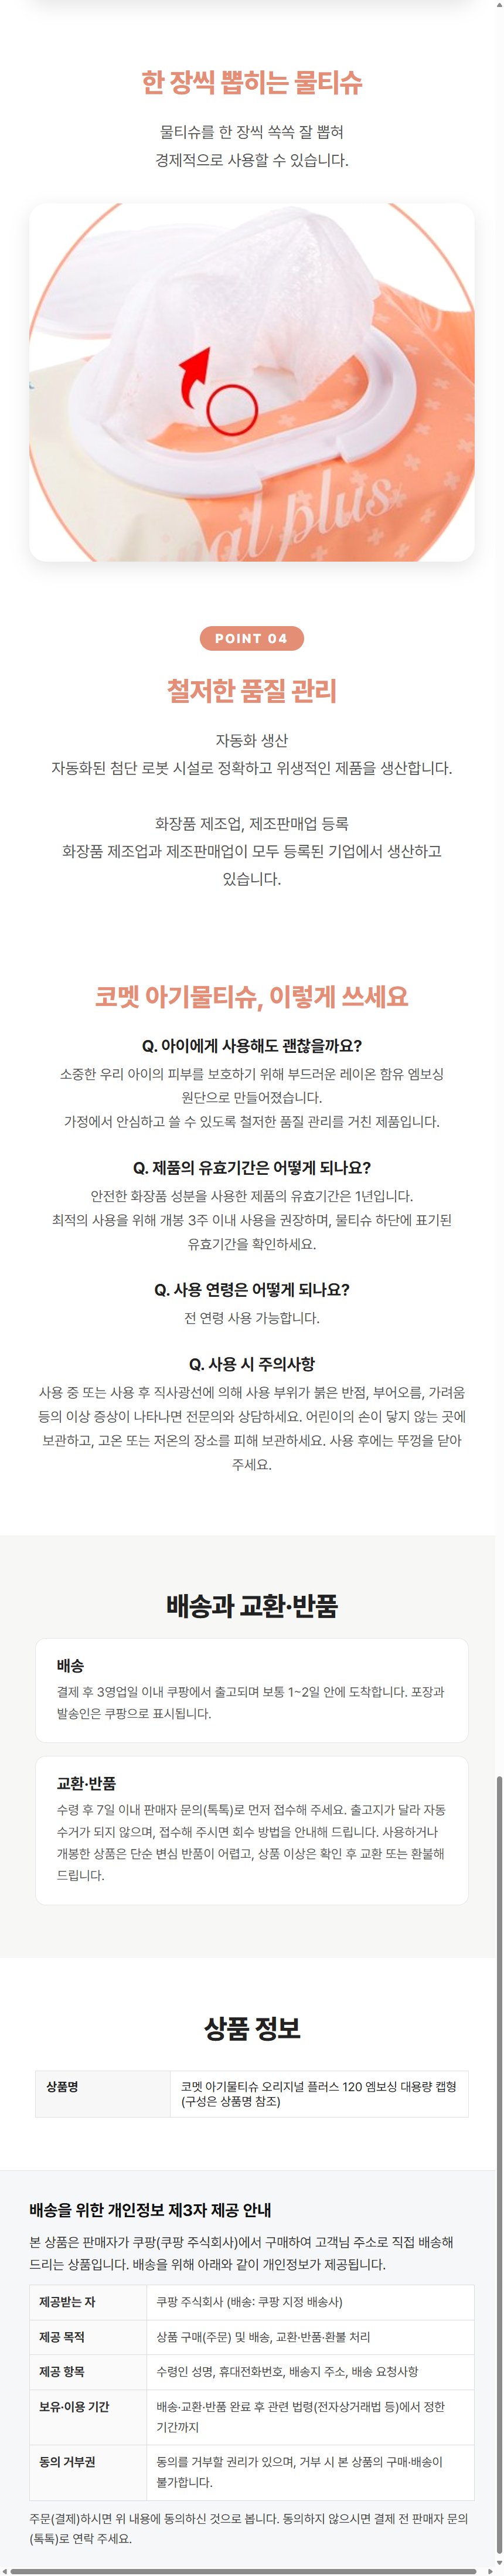 한 장씩 뽑히는 물티슈
물티슈를 한 장씩 쏙쏙 잘 뽑혀
경제적으로 사용할 수 있습니다.
nal plus
POINT 04
철저한 품질 관리
자동화 생산
자동화된 첨단 로봇 시설로 정확하고 위생적인 제품을 생산합니다.
화장품 제조업, 제조판매업 등록
화장품 제조업과 제조판매업이 모두 등록된 기업에서 생산하고
있습니다.
코멧 아기물티슈, 이렇게 쓰세요
Q. 아이에게 사용해도 괜찮을까요?
소중한 우리 아이의 피부를 보호하기 위해 부드러운 레이온 함유 엠보싱
원단으로 만들어졌습니다.
가정에서 안심하고 쓸 수 있도록 철저한 품질 관리를 거친 제품입니다.
Q. 제품의 유효기간은 어떻게 되나요?
안전한 화장품 성분을 사용한 제품의 유효기간은 1년입니다.
최적의 사용을 위해 개봉 3주 이내 사용을 권장하며, 물티슈 하단에 표기된
유효기간을 확인하세요.
Q. 사용 연령은 어떻게 되나요?
전 연령 사용 가능합니다.
Q. 사용 시 주의사항
사용 중 또는 사용 후 직사광선에 의해 사용 부위가 붉은 반점, 부어오름, 가려움
등의 이상 증상이 나타나면 전문의와 상담하세요. 어린이의 손이 닿지 않는 곳에
보관하고, 고온 또는 저온의 장소를 피해 보관하세요. 사용 후에는 뚜껑을 닫아
주세요.
배송과 교환·반품
배송
결제 후 3영업일 이내 쿠팡에서 출고되며 보통 1~2일 안에 도착합니다. 포장과
발송인은 쿠팡으로 표시됩니다.
교환·반품
수령 후 7일 이내 판매자 문의(톡톡)로 먼저 접수해 주세요. 출고지가 달라 자동
수거가 되지 않으며, 접수해 주시면 회수 방법을 안내해 드립니다. 사용하거나
개봉한 상품은 단순 변심 반품이 어렵고, 상품 이상은 확인 후 교환 또는 환불해
드립니다.
상품 정보
상품명
코멧 아기물티슈 오리지널 플러스 120 엠보싱 대용량 캡형
(구성은 상품명 참조)
배송을 위한 개인정보 제3자 제공 안내
본 상품은 판매자가 쿠팡(쿠팡 주식회사)에서 구매하여 고객님 주소로 직접 배송해
드리는 상품입니다. 배송을 위해 아래와 같이 개인정보가 제공됩니다.
제공받는 자
쿠팡 주식회사 (배송: 쿠팡 지정 배송사)
제공 목적
상품 구매(주문) 및 배송, 교환·반품·환불 처리
제공 항목
수령인 성명, 휴대전화번호, 배송지 주소, 배송 요청사항
보유·이용 기간
배송·교환·반품 완료 후 관련 법령(전자상거래법 등)에서 정한
기간까지
동의 거부권
동의를 거부할 권리가 있으며, 거부 시 본 상품의 구매·배송이
불가합니다.
주문(결제)하시면 위 내용에 동의하신 것으로 봅니다. 동의하지 않으시면 결제 전 판매자 문의
(톡톡)로 연락 주세요.